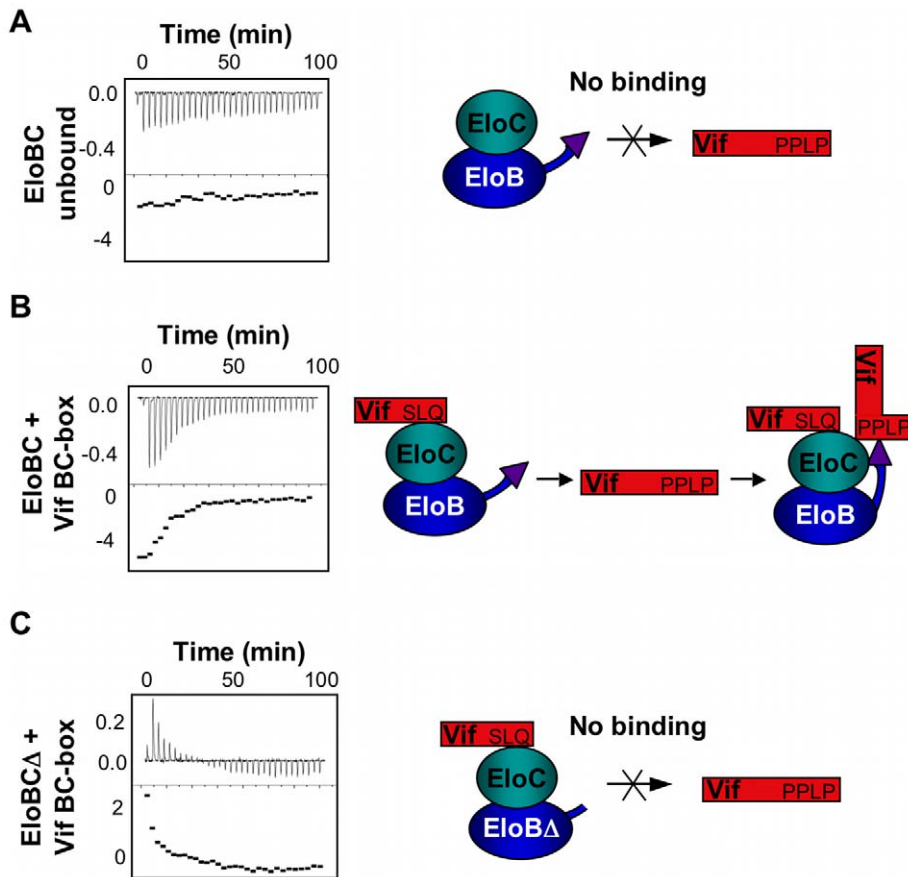 A
Time (min)
0 50 100
EloBC
unbound
0.0
-0.4
0
-4
No binding
EloC
EloB
Vif PPLP
B
Time (min)
0 50 100
EloBC +
Vif BC-box
0.0
-0.4
0
-4
Vif SLQ
EloC
EloB
Vif PPLP
Vif
Vif SLQ
PPLP
EloC
EloB
C
Time (min)
0 50 100
EloBCΔ +
Vif BC-box
0.2
0.0
2
0
No binding
Vif SLQ
EloC
EloBΔ
Vif PPLP